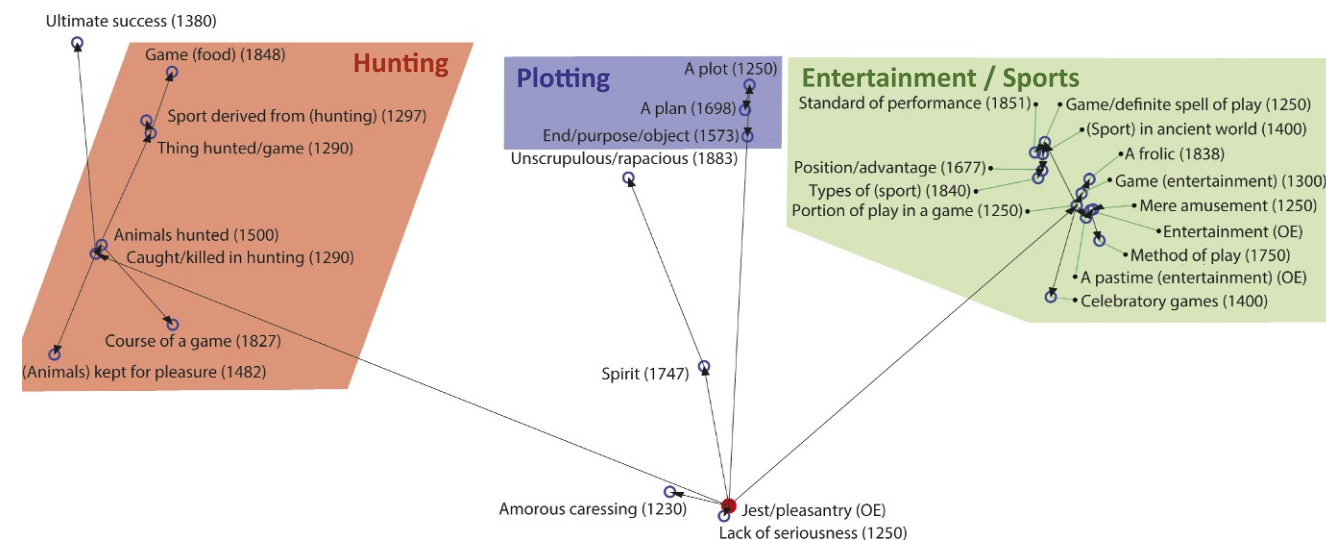 Ultimate success (1380)
Hunting
Game (food) (1848)
Sport derived from (hunting) (1297)
Thing hunted/game (1290)
Animals hunted (1500)
Caught/killed in hunting (1290)
Course of a game (1827)
(Animals) kept for pleasure (1482)
Plotting
A plot (1250)
A plan (1698)
End/purpose/object (1573)
Unscrupulous/rapacious (1883)
Spirit (1747)
Amorous caressing (1230)
Jest/pleasantry (OE)
Lack of seriousness (1250)
Entertainment / Sports
Standard of performance (1851)
Game/definite spell of play (1250)
(Sport) in ancient world (1400)
A frolic (1838)
Position/advantage (1677)
Game (entertainment) (1300)
Types of (sport) (1840)
Mere amusement (1250)
Portion of play in a game (1250)
Entertainment (OE)
Method of play (1750)
A pastime (entertainment) (OE)
Celebratory games (1400)